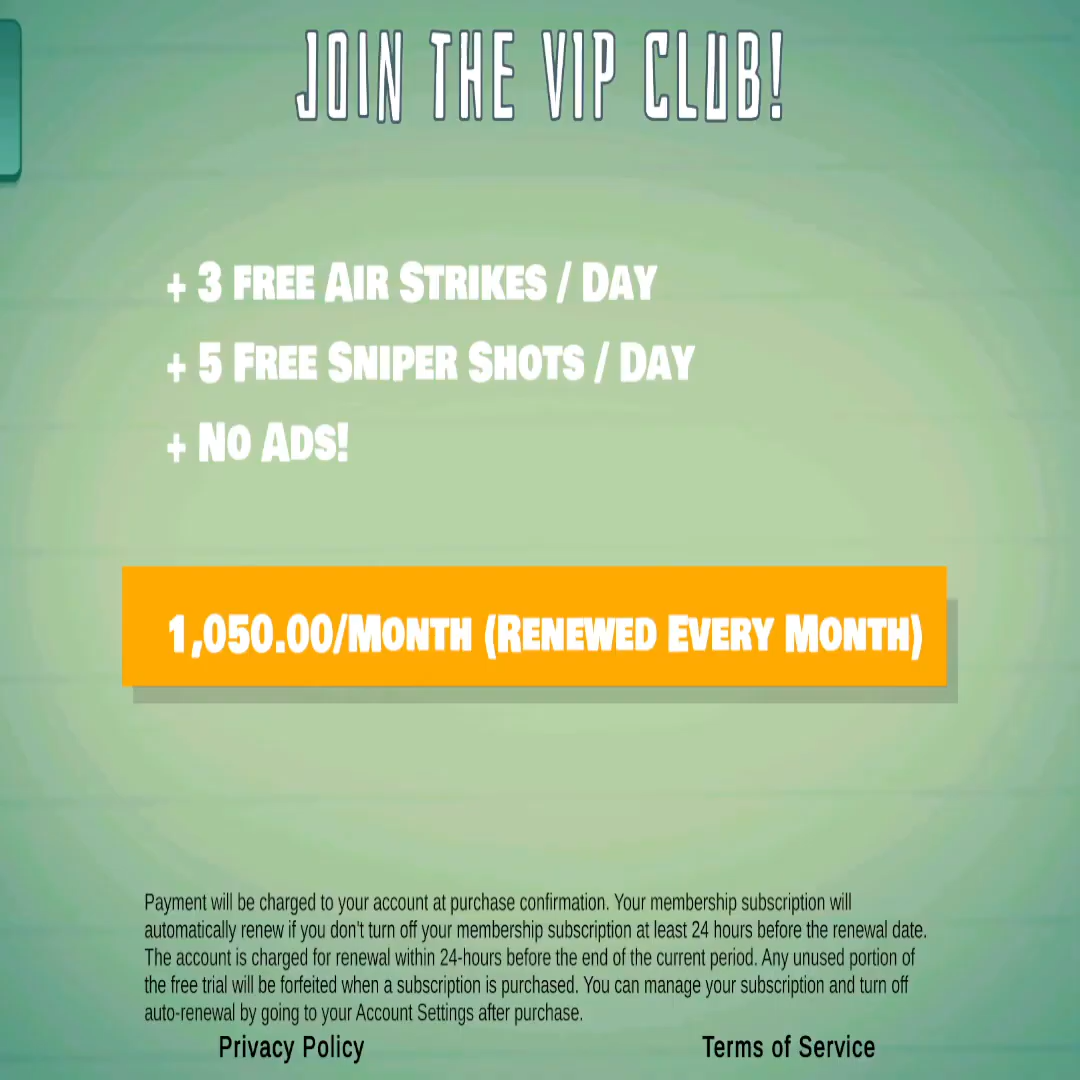 JOIN THE VIP CLUB!
+ 3 FREE AIR STRIKES / DAY
+ 5 FREE SNIPER SHOTS / DAY
+ NO ADS!
1,050.00/MONTH (RENEWED EVERY MONTH)
Payment will be charged to your account at purchase confirmation. Your membership subscription will
automatically renew if you don't turn off your membership subscription at least 24 hours before the renewal date.
The account is charged for renewal within 24-hours before the end of the current period. Any unused portion of
the free trial will be forfeited when a subscription is purchased. You can manage your subscription and turn off
auto-renewal by going to your Account Settings after purchase.
Privacy Policy
Terms of Service